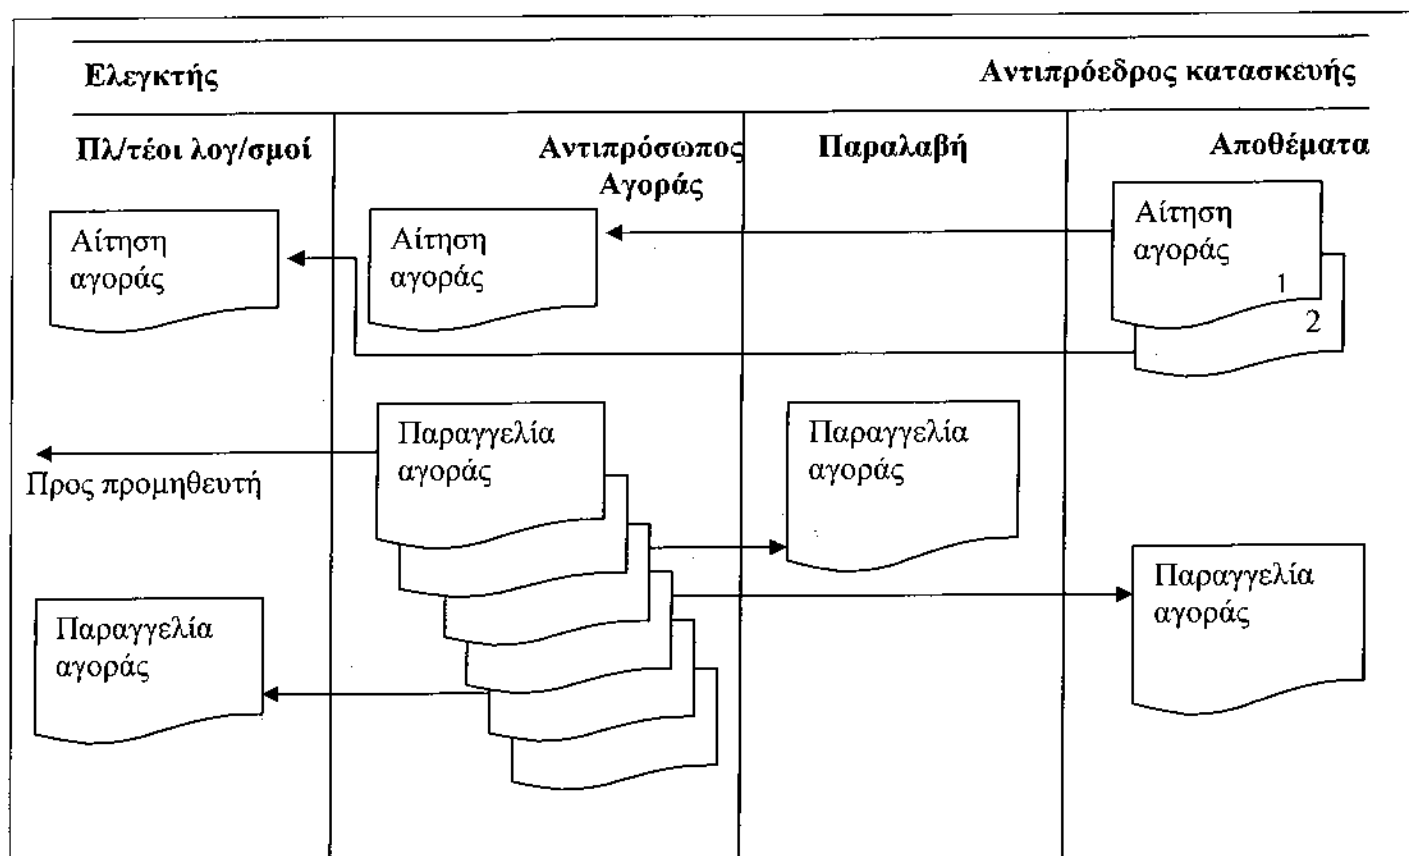 Ελεγκτής
Αντιπρόεδρος κατασκευής
Πλ/τέοι λογ/σμοί
Αντιπρόσωπος
Αγοράς
Παραλαβή
Αποθέματα
Αίτηση
αγοράς
Αίτηση
αγοράς
Αίτηση
αγοράς
1
2
Παραγγελία
αγοράς
Παραγγελία
αγοράς
Προς προμηθευτή
Παραγγελία
αγοράς
Παραγγελία
αγοράς